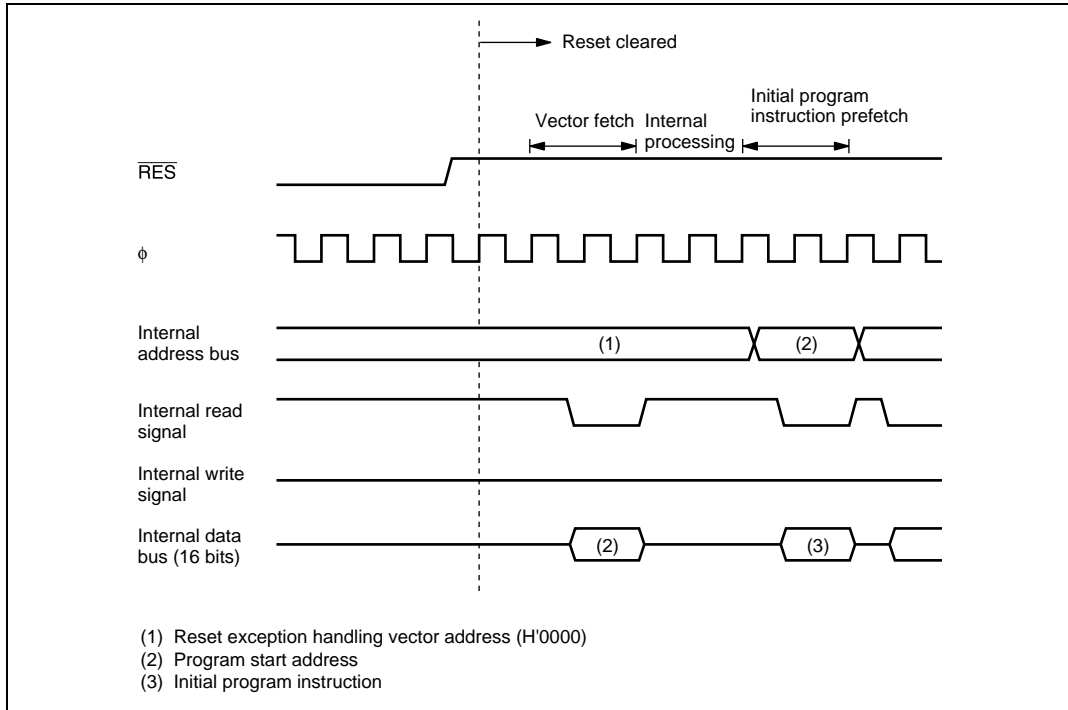 Reset cleared
Vector fetch
Internal
processing
Initial program
instruction prefetch
RES
φ
Internal
address bus
(1)
(2)
Internal read
signal
Internal write
signal
Internal data
bus (16 bits)
(2)
(3)
(1) Reset exception handling vector address (H'0000)
(2) Program start address
(3) Initial program instruction